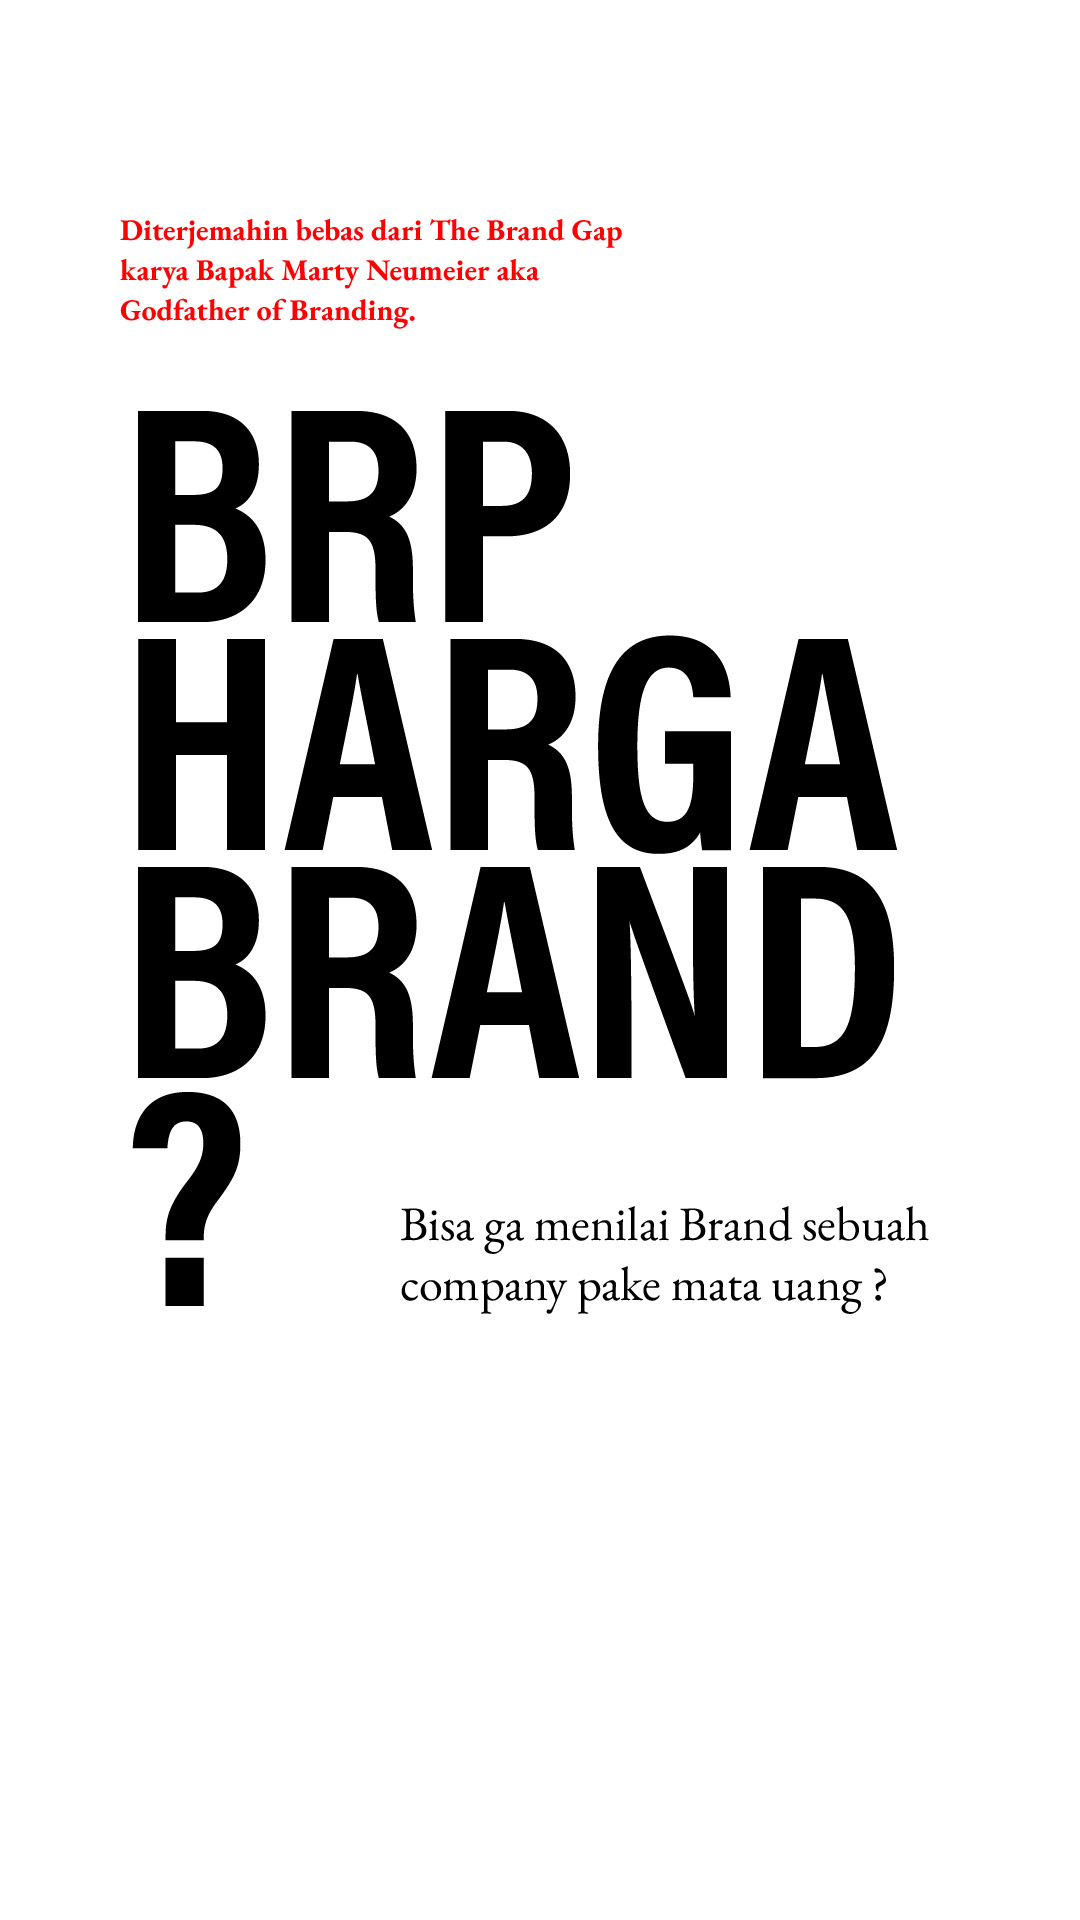 Diterjemahin bebas dari The Brand Gap
karya Bapak Marty Neumeier aka
Godfather of Branding.
BRP
HARGA
BRAND
?
Bisa ga menilai Brand sebuah
company pake mata uang ?